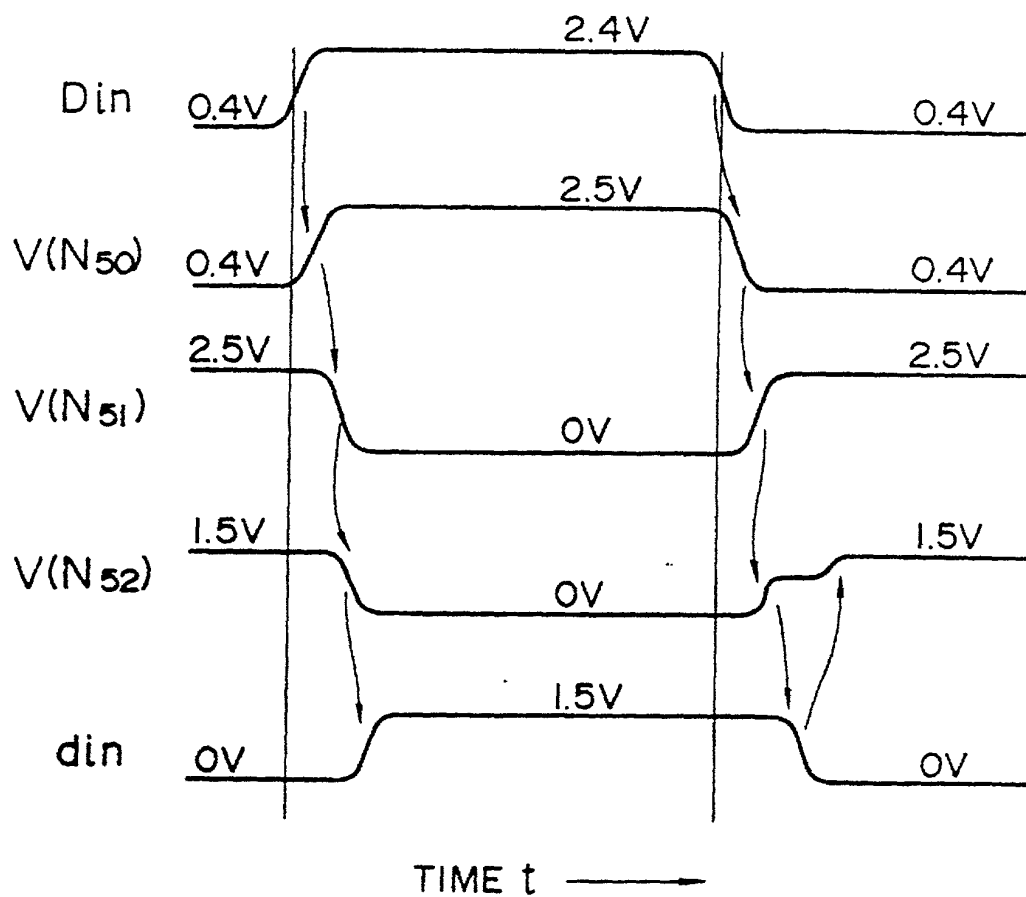 2.4V
Din 0.4V 0.4V
2.5V
V(N50) 0.4V 0.4V
2.5V 2.5V
V(N51) 0V
1.5V 1.5V
V(N52) 0V
1.5V
din 0V 0V
TIME t